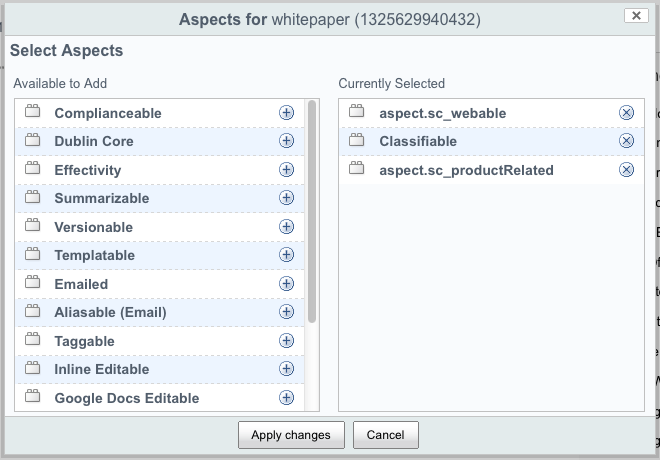 Aspects for whitepaper (1325629940432)
Select Aspects
Available to Add
Complianceable
Dublin Core
Effectivity
Summarizable
Versionable
Templatable
Emailed
Aliasable (Email)
Taggable
Inline Editable
Google Docs Editable
Currently Selected
aspect.sc_webable
Classifiable
aspect.sc_productRelated
Apply changes
Cancel